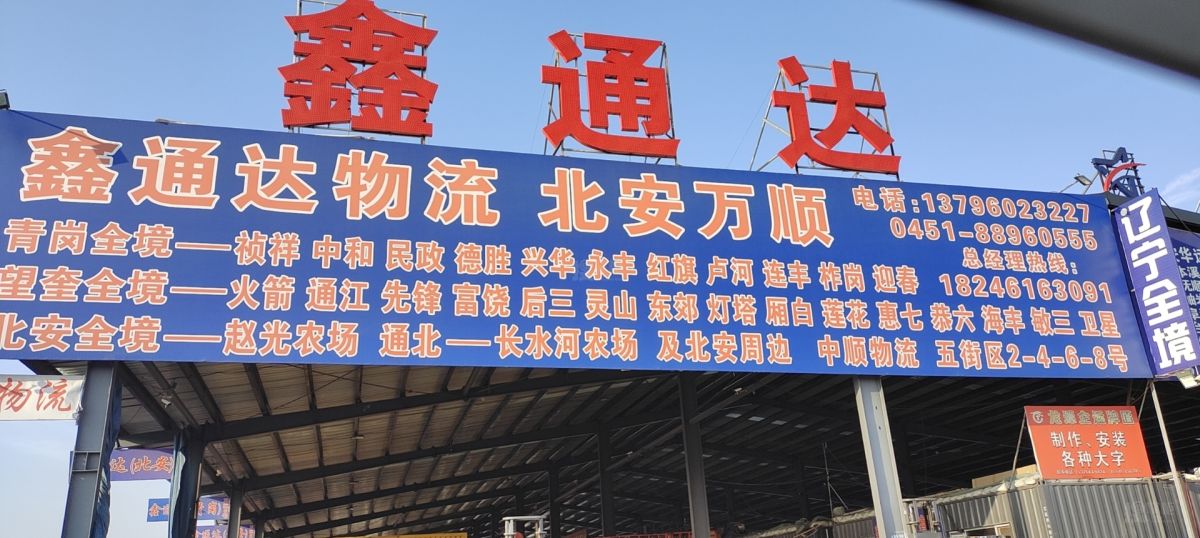 鑫通达
鑫通达物流 北安万顺
电话:13796023227
0451-88960555
青岗全境——祯祥 中和 民政 德胜 兴华 永丰 红旗 卢河 连丰 柞岗 迎春
总经理热线:
18246163091
望奎全境——火箭 通江 先锋 富饶 后三 灵山 东郊 灯塔 厢白 莲花 惠七 恭六 海丰 敏三 卫星
北安全境——赵光农场 通北——长水河农场 及北安周边 中顺物流 五街区2-4-6-8号
辽宁全境
物流
达(北安)
制作、安装
各种大字